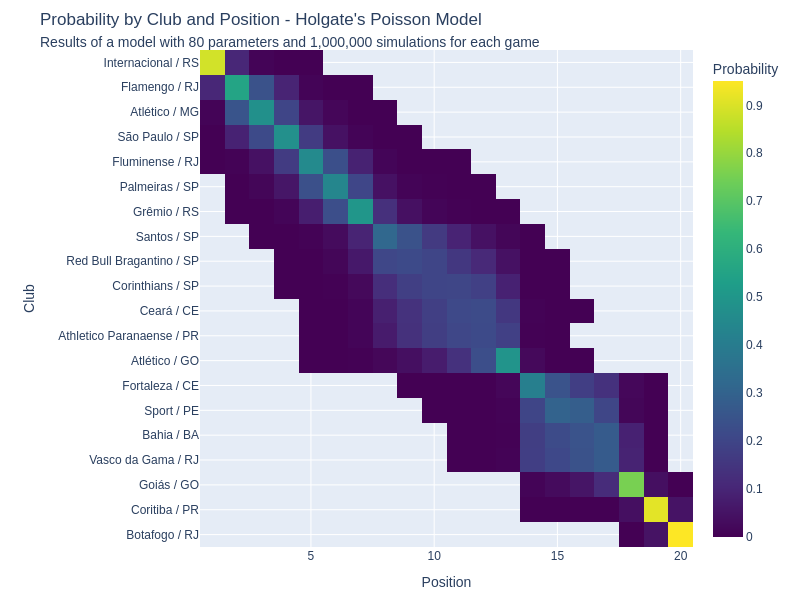 Probability by Club and Position - Holgate's Poisson Model
Results of a model with 80 parameters and 1,000,000 simulations for each game
Probability
Club
Internacional / RS
Flamengo / RJ
Atlético / MG
São Paulo / SP
Fluminense / RJ
Palmeiras / SP
Grêmio / RS
Santos / SP
Red Bull Bragantino / SP
Corinthians / SP
Ceará / CE
Athletico Paranaense / PR
Atlético / GO
Fortaleza / CE
Sport / PE
Bahia / BA
Vasco da Gama / RJ
Goiás / GO
Coritiba / PR
Botafogo / RJ
5 10 15 20
Position
0.9
0.8
0.7
0.6
0.5
0.4
0.3
0.2
0.1
0